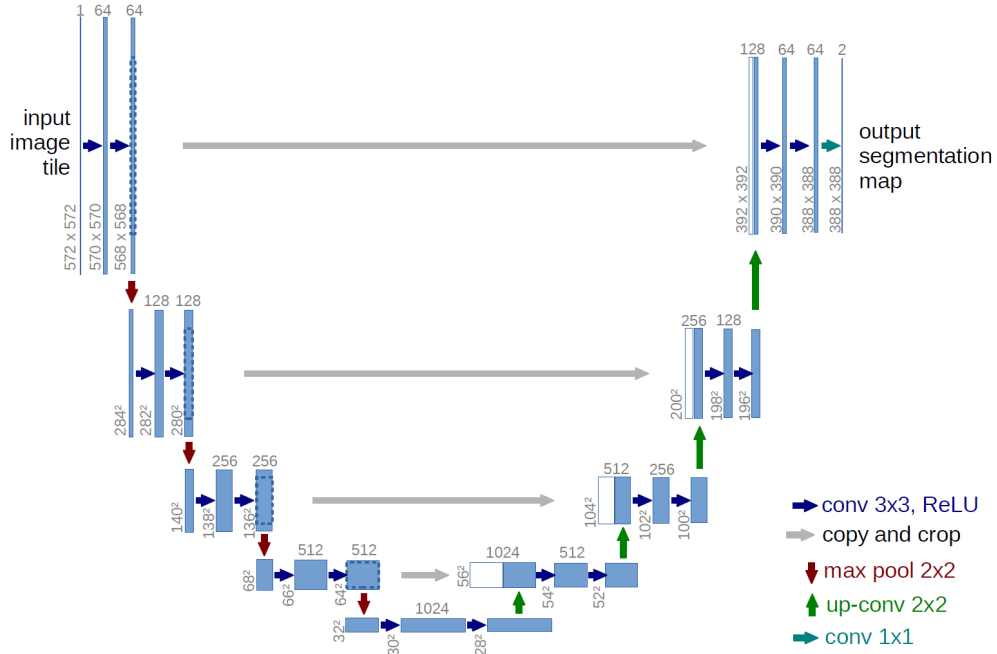 1 64 64
input
image
tile
572 x 572
570 x 570
568 x 568
128 64 64 2
output
segmentation
map
392 x 392
390 x 390
388 x 388
388 x 388
128 128
284²
282²
280²
256 128
200²
198²
196²
256 256
140²
138²
136²
512 256
104²
102²
100²
512 512
68²
66²
64²
1024 512
56²
54²
52²
1024
32²
30²
28²
conv 3x3, ReLU
copy and crop
max pool 2x2
up-conv 2x2
conv 1x1